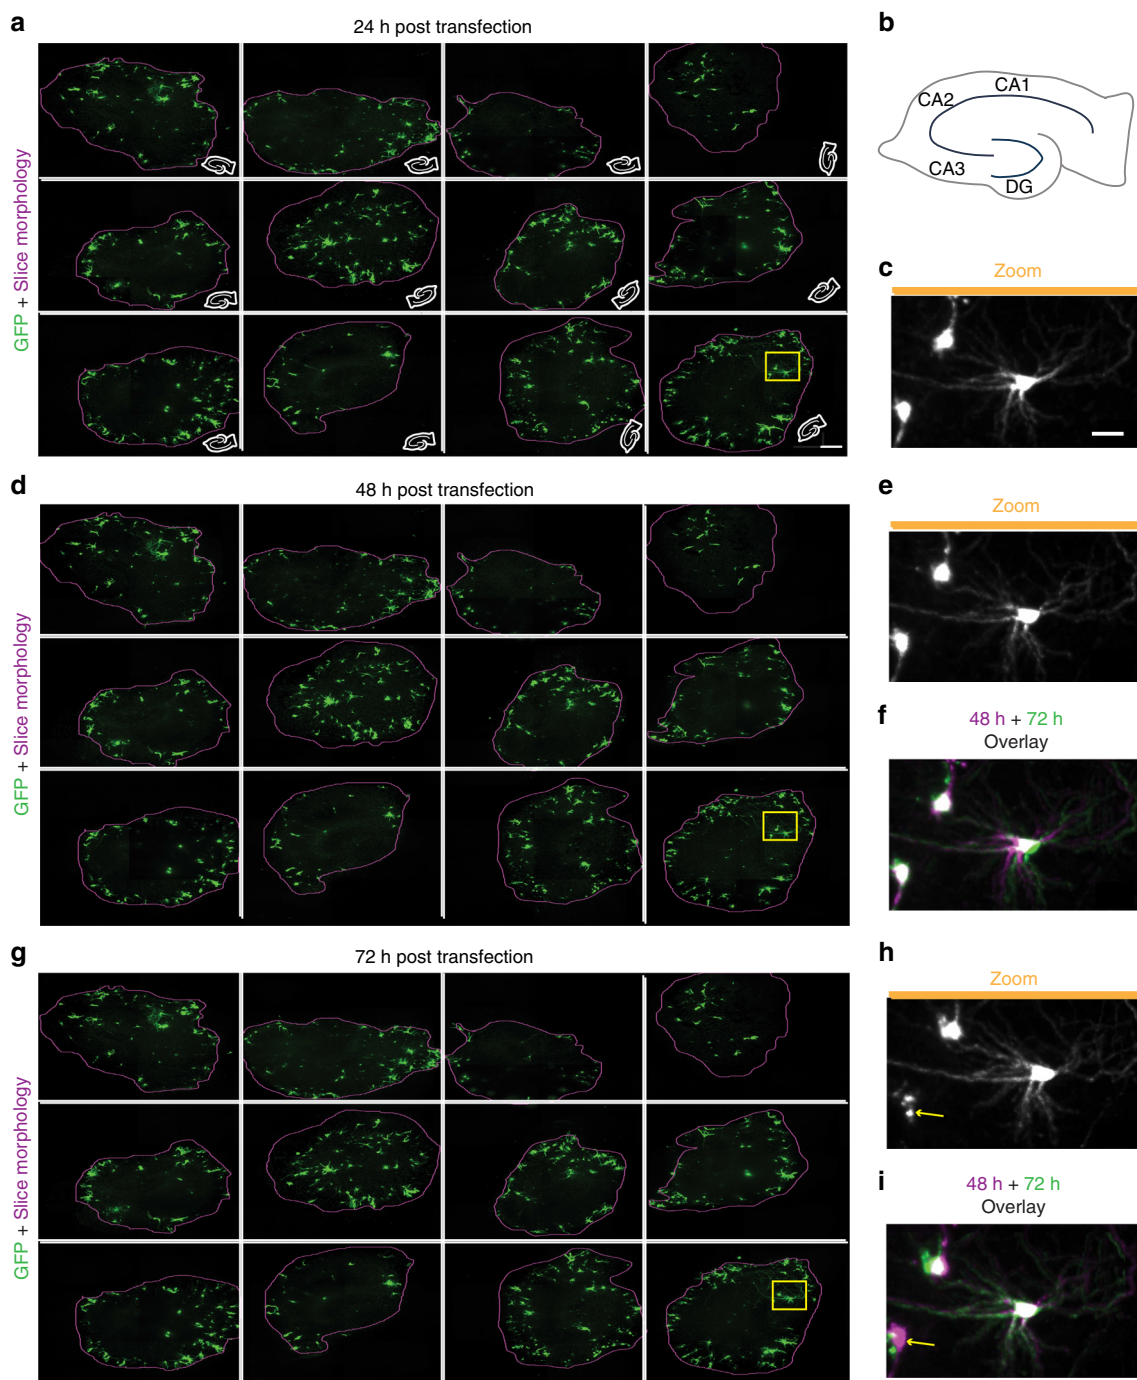 a
24 h post transfection
GFP + Slice morphology
b
CA1
CA2
CA3
DG
c
Zoom
d
48 h post transfection
GFP + Slice morphology
e
Zoom
f
48 h + 72 h
Overlay
g
72 h post transfection
GFP + Slice morphology
h
Zoom
i
48 h + 72 h
Overlay